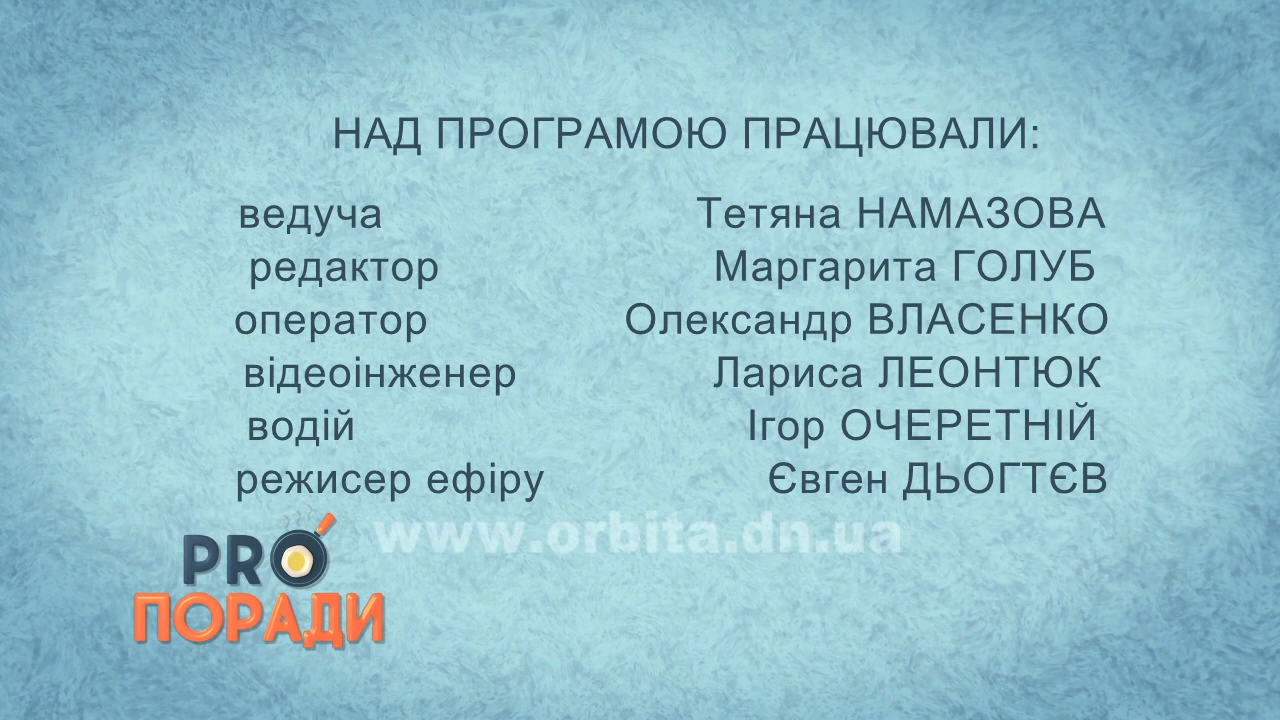 НАД ПРОГРАМОЮ ПРАЦЮВАЛИ:
ведуча Тетяна НАМАЗОВА
редактор Маргарита ГОЛУБ
оператор Олександр ВЛАСЕНКО
відеоінженер Лариса ЛЕОНТЮК
водій Ігор ОЧЕРЕТНІЙ
режисер ефіру Євген ДЬОГТЄВ
www.orbita.dn.ua
PRO
ПОРАДИ